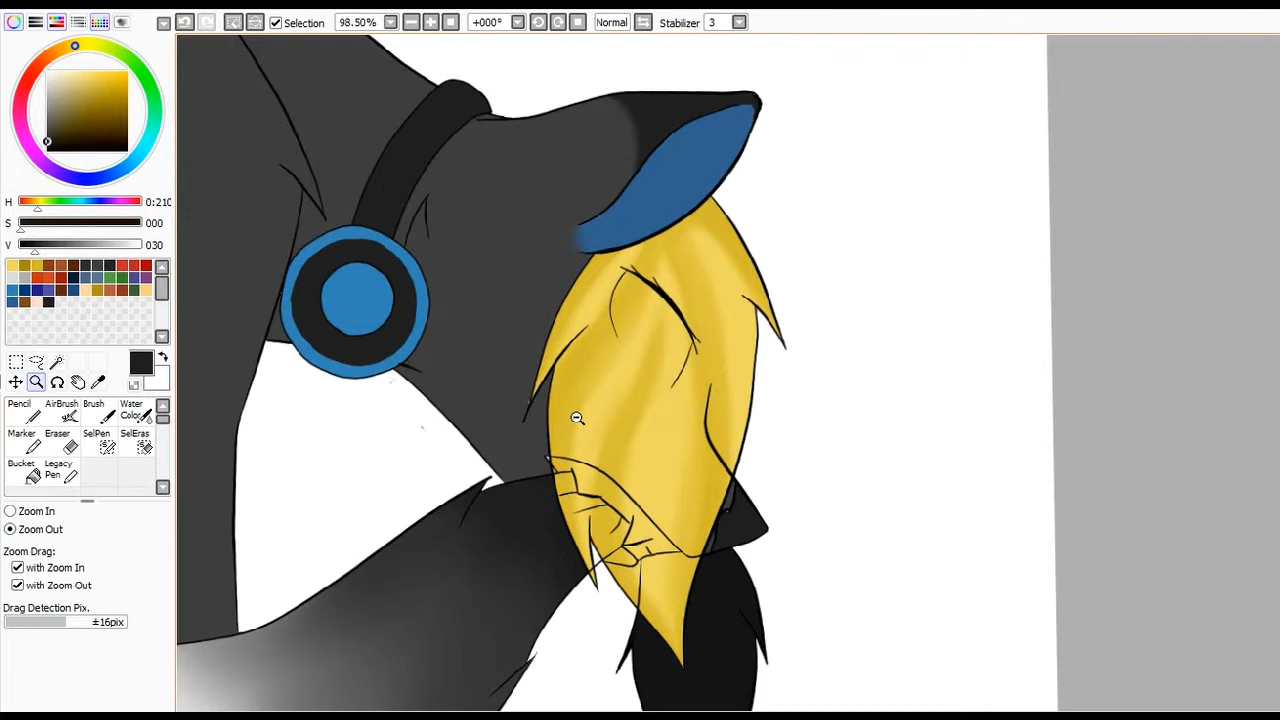 Selection 98.50% +000° Normal Stabilizer 3
H 0:210
S 000
V 030
Pencil AirBrush Brush Water Color
Marker Eraser SelPen SelEras
Bucket Legacy Pen
Zoom In
Zoom Out
Zoom Drag:
with Zoom In
with Zoom Out
Drag Detection Pix.
±16pix